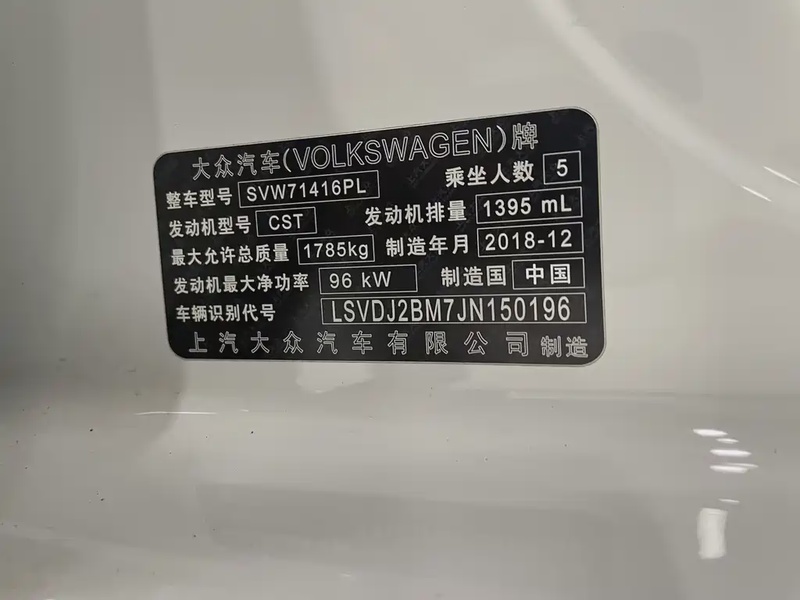 大众汽车(VOLKSWAGEN)牌
整车型号 SVW71416PL 乘坐人数 5
发动机型号 CST 发动机排量 1395 mL
最大允许总质量 1785kg 制造年月 2018-12
发动机最大净功率 96 kW 制造国 中国
车辆识别代号 LSVDJ2BM7JN150196
上汽大众汽车有限公司 制造